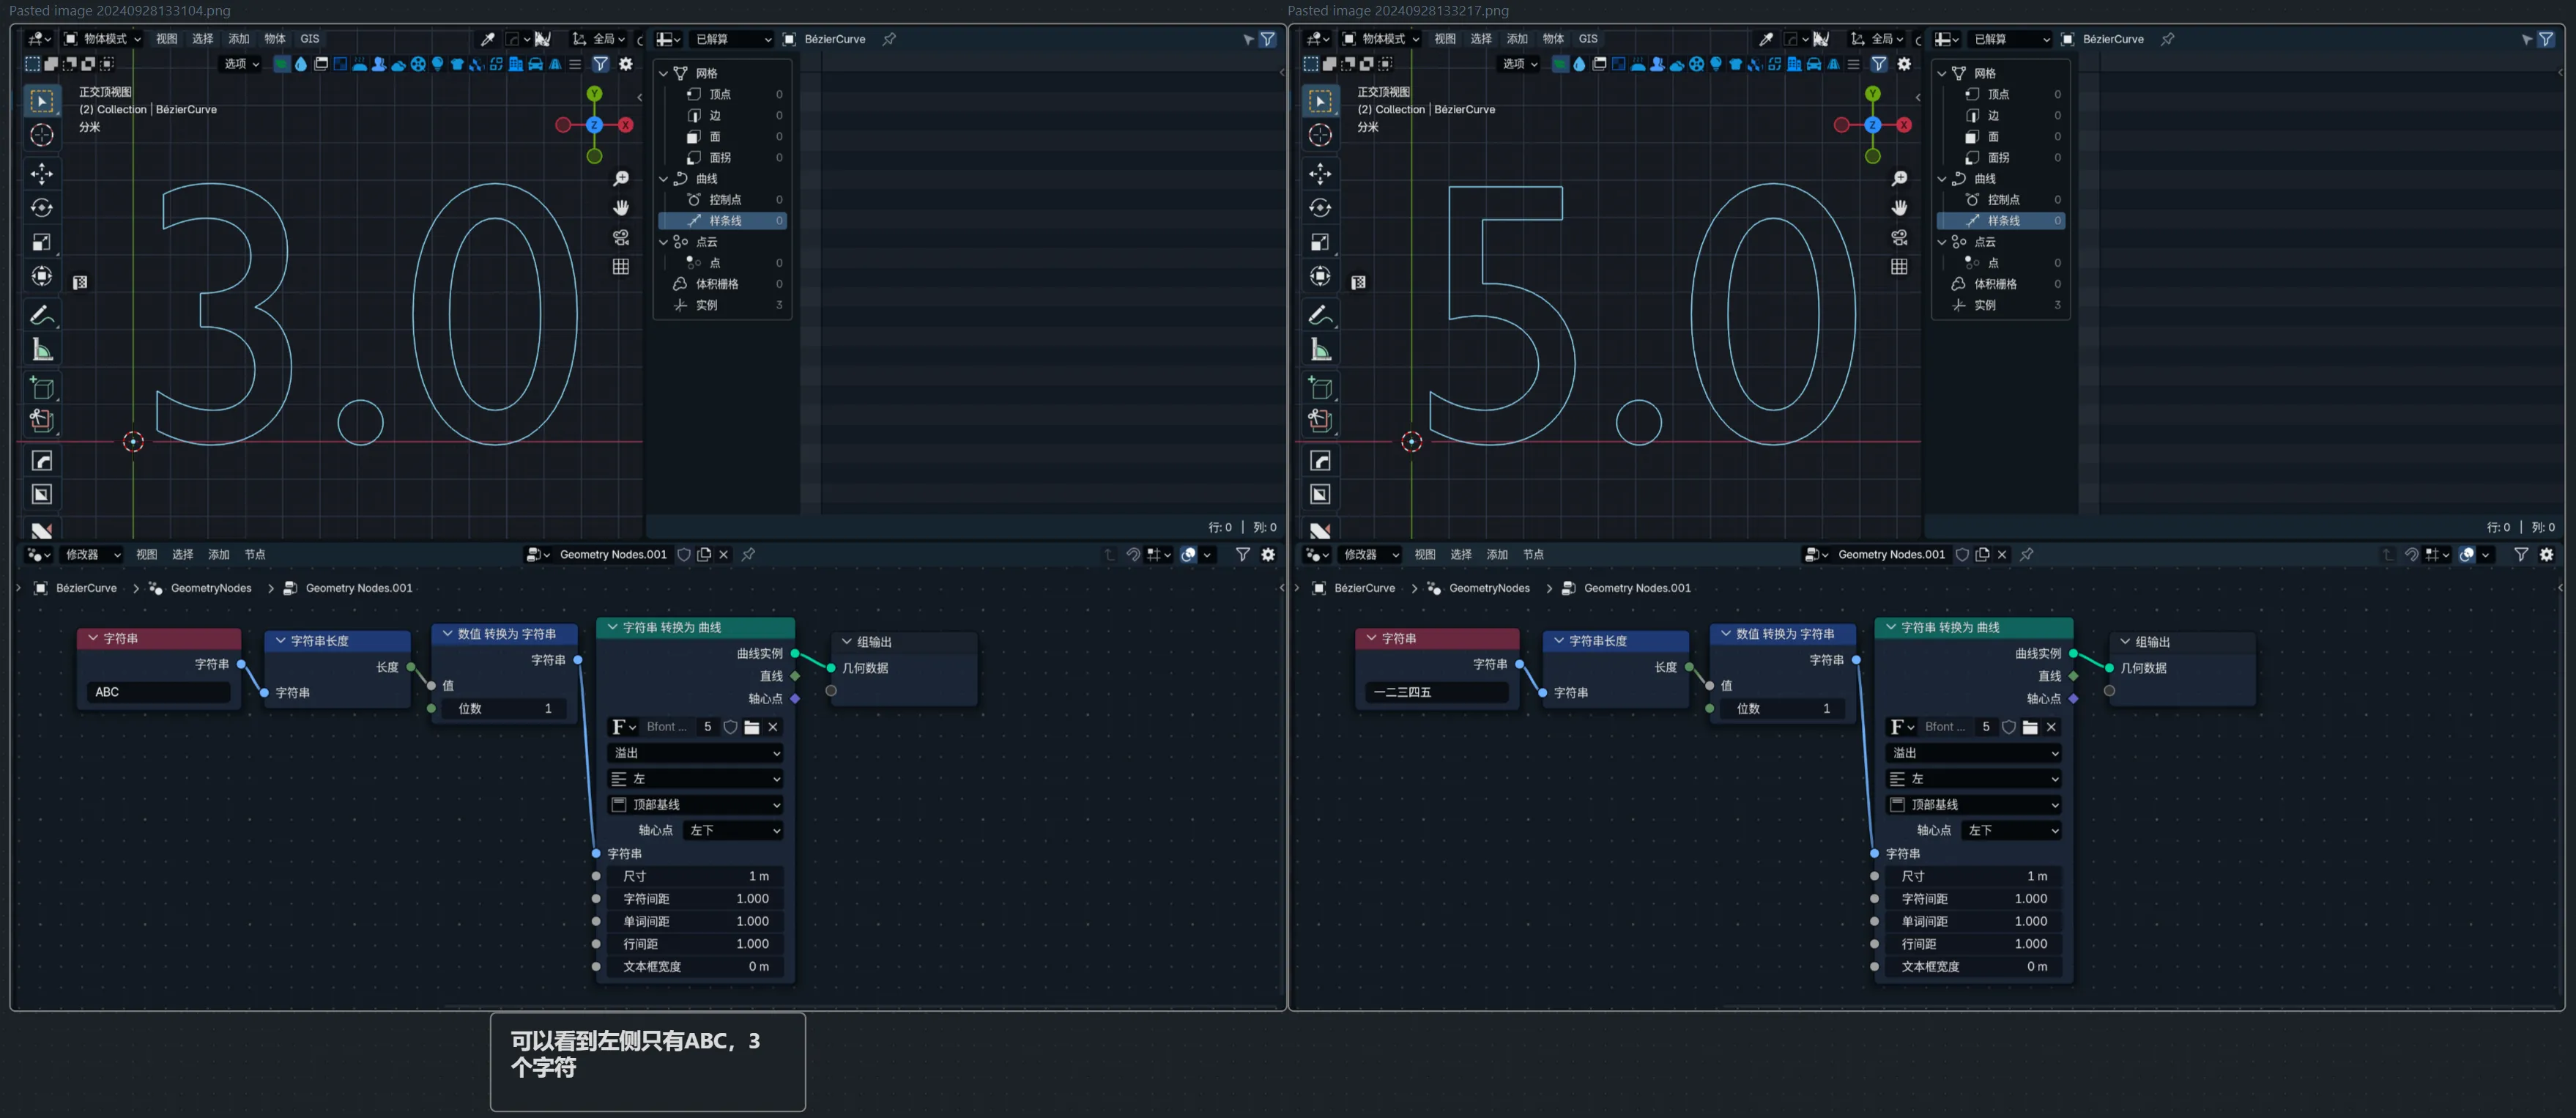 Pasted image 20240928133104.png
物体模式 视图 选择 添加 物体 GIS 全局
已解算 BézierCurve
选项
正交顶视图
(2) Collection | BézierCurve
分米
Y
Z X
3.0
网格
顶点 0
边 0
面 0
面拐 0
曲线
控制点 0
样条线 0
点云
点 0
体积栅格 0
实例 3
行: 0 | 列: 0
修改器 视图 选择 添加 节点 Geometry Nodes.001
BézierCurve > GeometryNodes > Geometry Nodes.001
字符串
字符串
ABC
字符串长度
长度
字符串
数值 转换为 字符串
字符串
值
位数 1
字符串 转换为 曲线
曲线实例
直线
轴心点
F Bfont ... 5
溢出
左
顶部基线
轴心点 左下
字符串
尺寸 1 m
字符间距 1.000
单词间距 1.000
行间距 1.000
文本框宽度 0 m
组输出
几何数据
Pasted image 20240928133217.png
物体模式 视图 选择 添加 物体 GIS 全局
已解算 BézierCurve
选项
正交顶视图
(2) Collection | BézierCurve
分米
Y
Z X
5.0
网格
顶点 0
边 0
面 0
面拐 0
曲线
控制点 0
样条线 0
点云
点 0
体积栅格 0
实例 3
行: 0 | 列: 0
修改器 视图 选择 添加 节点 Geometry Nodes.001
BézierCurve > GeometryNodes > Geometry Nodes.001
字符串
字符串
一二三四五
字符串长度
长度
字符串
数值 转换为 字符串
字符串
值
位数 1
字符串 转换为 曲线
曲线实例
直线
轴心点
F Bfont ... 5
溢出
左
顶部基线
轴心点 左下
字符串
尺寸 1 m
字符间距 1.000
单词间距 1.000
行间距 1.000
文本框宽度 0 m
组输出
几何数据
可以看到左侧只有ABC，3
个字符